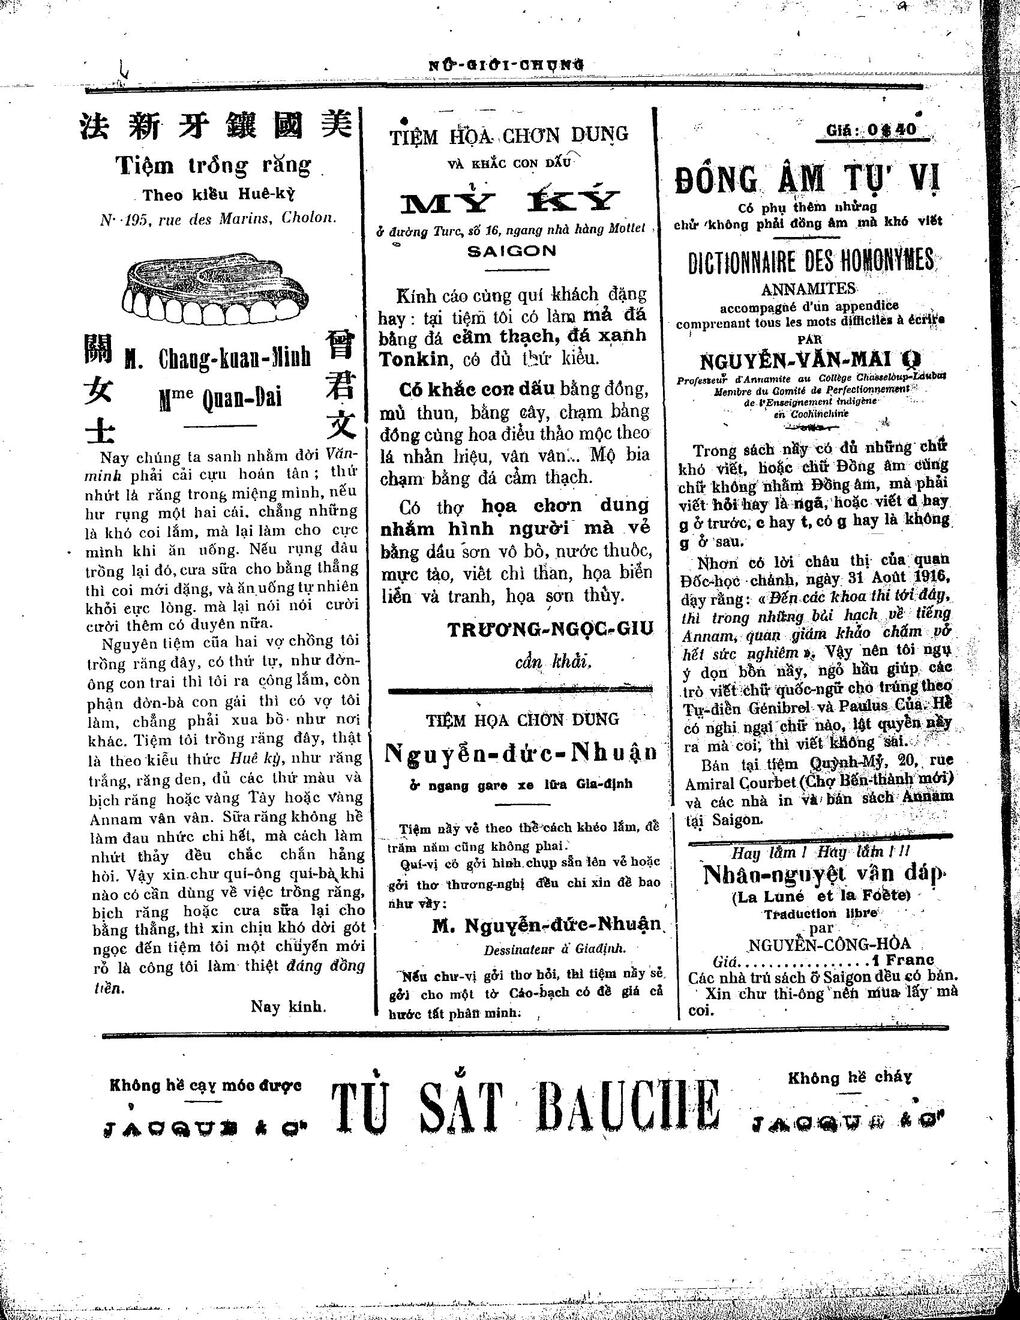 NỮ-GIỚI-CHUNG
法新牙鑲國美
Tiệm trồng răng
Theo kiều Huê-kỳ
N· 195, rue des Marins, Cholon.
關女士
M. Chang-kuan-Minh
Mme Quan-Dai
曾君文
Nay chúng ta sanh nhằm đời Văn-
minh phải cải cựu hoán tân ; thứ
nhứt là răng trong miệng mình, nếu
hư rụng một hai cái. chẳng những
là khó coi lắm, mà lại làm cho cực
mình khi ăn uống. Nếu rụng đâu
trồng lại đó, cưa sữa cho bằng thẳng
thì coi mới đặng, và ăn uống tự nhiên
khỏi cực lòng. mà lại nói nói cười
cười thêm có duyên nữa.
Nguyên tiệm của hai vợ chồng tôi
trồng răng đây, có thứ tự, như đờn-
ông con trai thì tôi ra công lắm, còn
phận đờn-bà con gái thì có vợ tôi
làm, chẳng phải xua bồ như nơi
khác. Tiệm tôi trồng răng đây, thật
là theo kiểu thức Huê kỳ, như răng
trắng, răng đen, đủ các thứ màu và
bịch răng hoặc vàng Tây hoặc vàng
Annam vân vân. Sữa răng không hề
làm đau nhức chi hết, mà cách làm
nhứt thảy đều chắc chắn hẳng
hòi. Vậy xin chư quí-ông quí-bà khi
nào có cần dùng về việc trồng răng,
bịch răng hoặc cưa sữa lại cho
bằng thẳng, thì xin chịu khó dời gót
ngọc đến tiệm tôi một chuyến mới
rỏ là công tôi làm thiệt đáng đồng
tiền.
Nay kính.
TIỆM HỌA CHƠN DUNG
VÀ KHẮC CON DẤU
MỶ KÝ
ở đường Turc, số 16, ngang nhà hàng Mottet
SAIGON
Kính cáo cùng quí khách đặng
hay : tại tiệm tôi có làm mả đá
bằng đá cẩm thạch, đá xanh
Tonkin, có đủ thứ kiểu.
Có khắc con dấu bằng đồng,
mủ thun, bằng cây, chạm bằng
đồng cùng hoa điểu thảo mộc theo
lá nhản hiệu, vân vân... Mộ bia
chạm bằng đá cẩm thạch.
Có thợ họa chơn dung
nhắm hình người mà vẻ
bằng dầu sơn vô bố, nước thuốc,
mực tào, viết chì than, họa biển
liễn và tranh, họa sơn thủy.
TRƯƠNG-NGỌC-GIU
cẩn khải,
TIỆM HỌA CHƠN DUNG
Nguyễn-đức-Nhuận
ở ngang gare xe lửa Gia-định
Tiệm nầy vẻ theo thể cách khéo lắm, để
trăm năm cũng không phai.
Quí-vị có gởi hình chụp sẵn lên vẻ hoặc
gởi thơ thương-nghị đều chi xin đề bao
như vầy :
M. Nguyễn-đức-Nhuận
Dessinateur à Giadịnh.
Nếu chư-vị gởi thơ hỏi, thì tiệm nầy sẻ
gởi cho một tờ Cáo-bạch có đề giá cả
hước tất phân minh.
Giá : 0$40
ĐỒNG ÂM TỰ VỊ
Có phụ thêm những
chử không phải đồng âm mà khó viết
DICTIONNAIRE DES HOMONYMES
ANNAMITES
accompagné d'un appendice
comprenant tous les mots difficiles à écrire
PAR
NGUYỄN-VĂN-MAI
Professeur d'Annamite au Collège Chasseloup-Laubat
Membre du Comité de Perfectionnement
de l'Enseignement indigène
en Cochinchine
Trong sách nầy có đủ những chữ
khó viết, hoặc chữ Đồng âm cùng
chữ không nhằm Đồng âm, mà phải
viết hỏi hay là ngã, hoặc viết d hay
g ở trước, c hay t, có g hay là không
g ở sau.
Nhơn có lời châu thị của quan
Đốc-học chánh, ngày 31 Août 1916,
dạy rằng : « Đến các khoa thi tới đây,
thì trong những bài hạch về tiếng
Annam, quan giám khảo chấm vở
hết sức nghiêm ». Vậy nên tôi ngụ
ý dọn bổn nầy, ngỏ hầu giúp các
trò viết chữ quốc-ngữ cho trúng theo
Tự-điển Génibrel và Paulus Của. Hễ
có nghi ngại chữ nào, lật quyển nầy
ra mà coi, thì viết không sai.
Bán tại tiệm Quỳnh-Mỹ, 20, rue
Amiral Courbet (Chợ Bến-thành mới)
và các nhà in và bán sách Annam
tại Saigon.
Hay lắm ! Hay lắm ! !!
Nhân-nguyệt vấn đáp
(La Lune et la Poète)
Traduction libre
par
NGUYỄN-CÔNG-HÒA
Giá................. 1 Franc
Các nhà trử sách ở Saigon đều có bán.
Xin chư thi-ông nên mua lấy mà
coi.
Không hề cạy móc được
JACQUE & Cie
TỦ SẮT BAUCHE
Không hề cháy
JACQUE & Cie